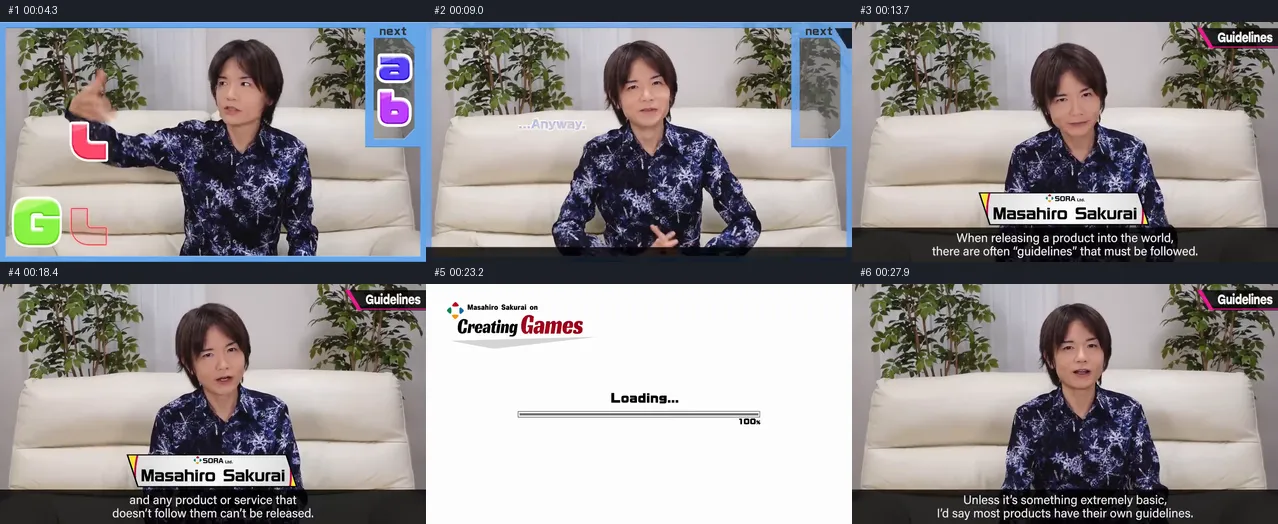 #1 00:04.3
next
a
b
L
G
#2 00:09.0
next
...Anyway.
#3 00:13.7
Guidelines
SORA Ltd.
Masahiro Sakurai
When releasing a product into the world,
there are often “guidelines” that must be followed.
#4 00:18.4
Guidelines
SORA Ltd.
Masahiro Sakurai
and any product or service that
doesn’t follow them can’t be released.
#5 00:23.2
Masahiro Sakurai on
Creating Games
Loading...
100%
#6 00:27.9
Guidelines
Unless it’s something extremely basic,
I’d say most products have their own guidelines.